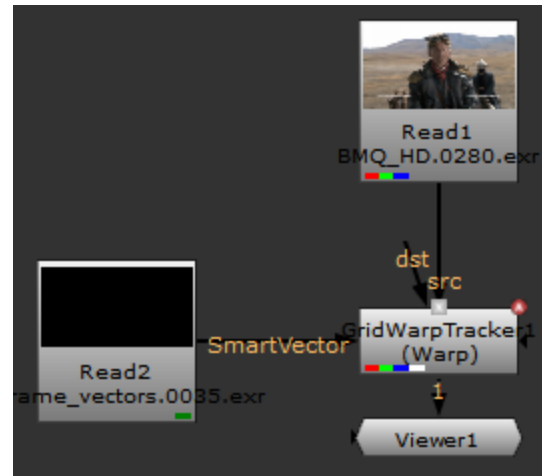 Read1
BMQ_HD.0280.exr
dst
src
SmartVector
GridWarpTracker1
(Warp)
Read2
rame_vectors.0035.exr
1
Viewer1